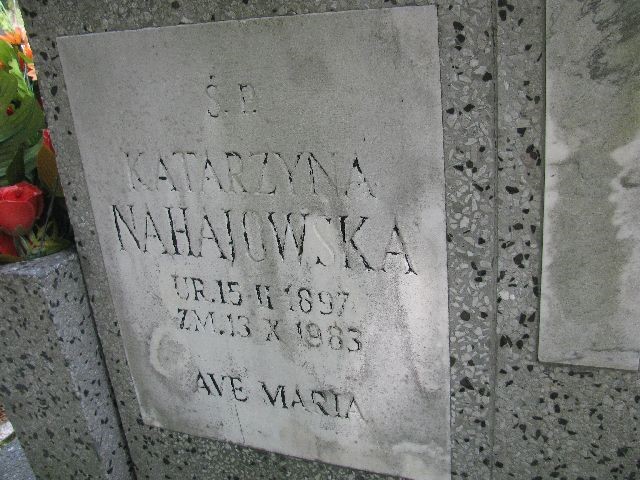 Ś. P.
KATARZYNA
NAHAJOWSKA
UR. 15 II 1897
ZM. 13 X 1983
AVE MARIA